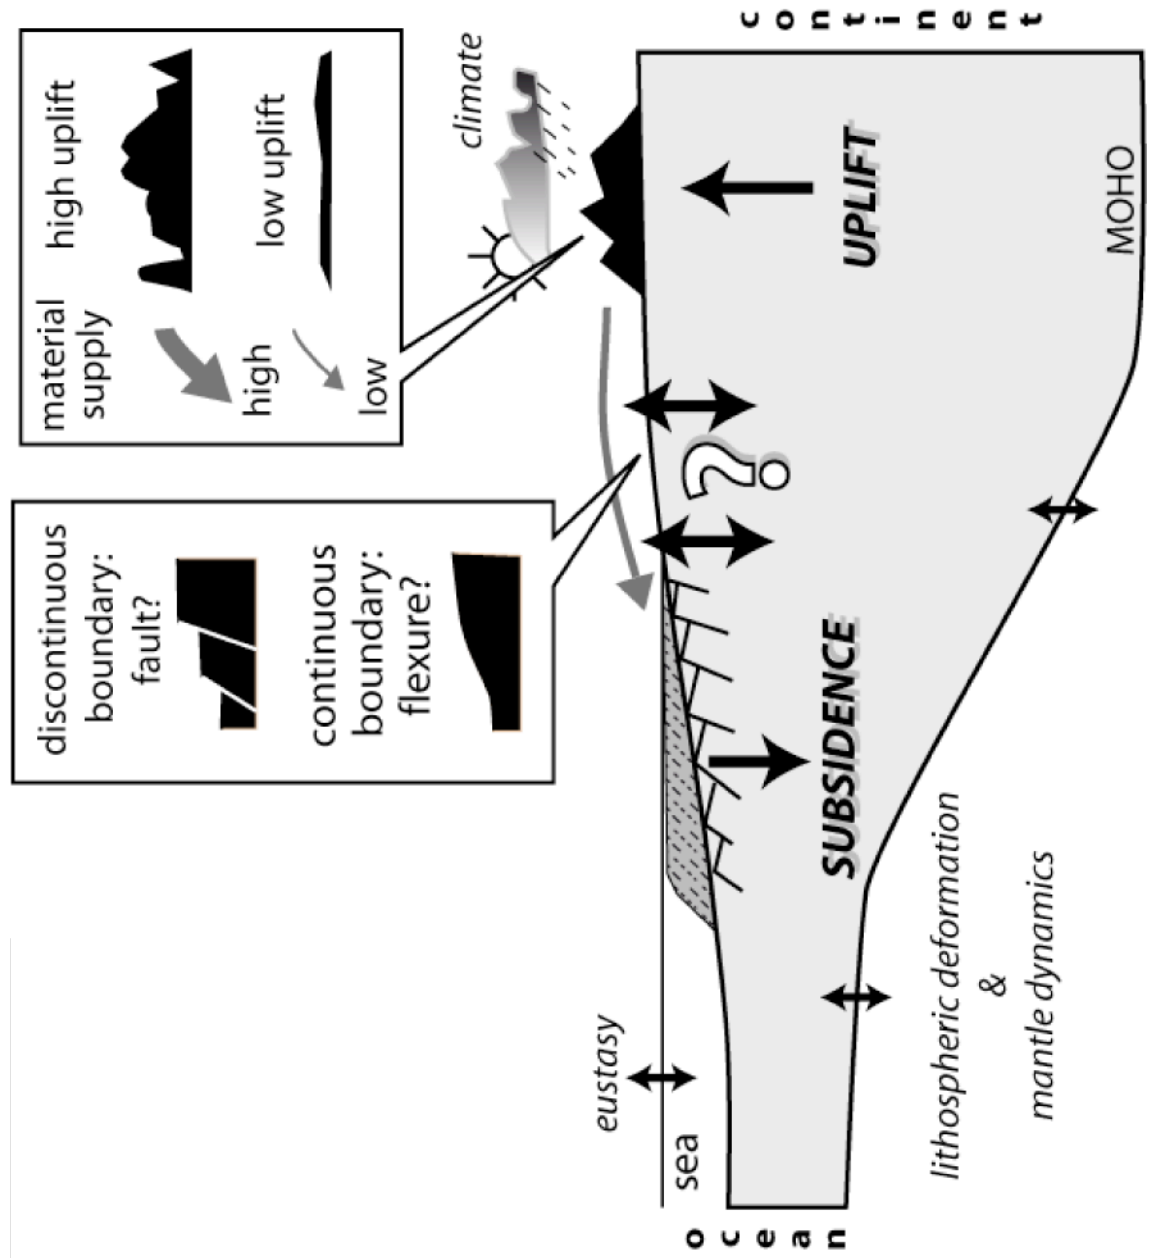 discontinuous
boundary:
fault?
continuous
boundary:
flexure?
material
supply
high uplift
high
low uplift
low
climate
eustasy
sea
ocean
continent
?
SUBSIDENCE
UPLIFT
MOHO
lithospheric deformation
&
mantle dynamics